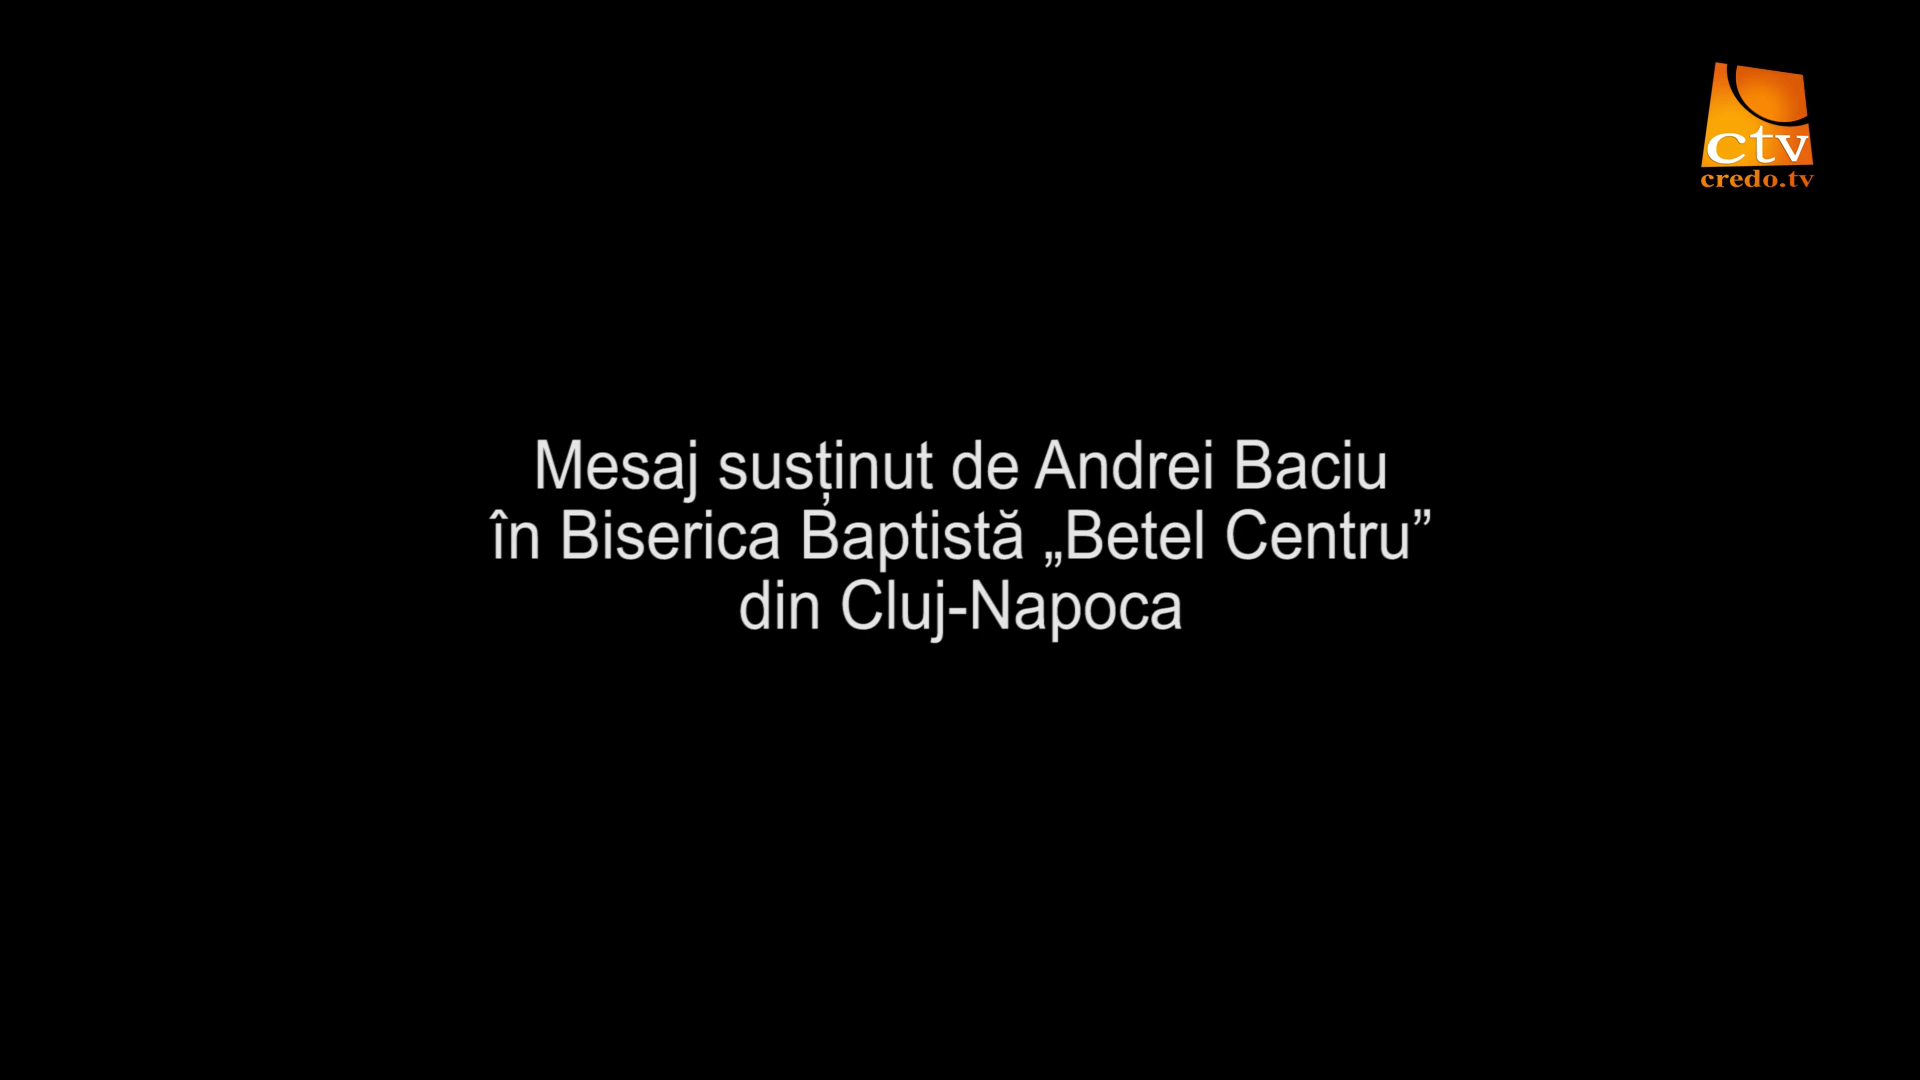 ctv
credo.tv
Mesaj susținut de Andrei Baciu
în Biserica Baptistă „Betel Centru”
din Cluj-Napoca